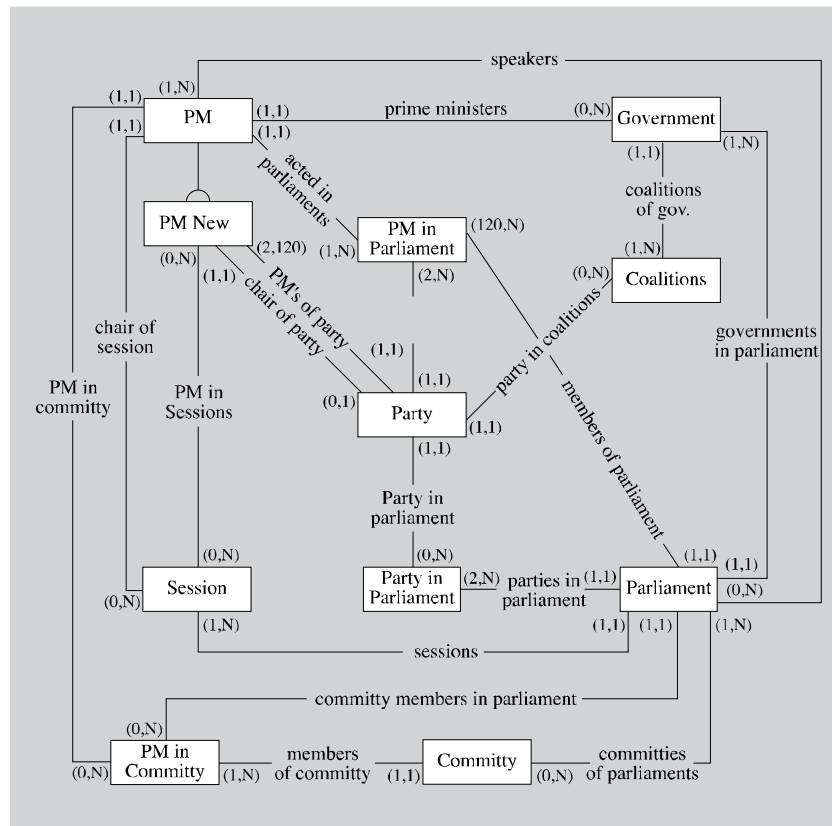 speakers
(1,N)
(1,1)
PM
(1,1)
prime ministers
(0,N)
Government
(1,1)
(1,1)
(1,1)
(1,N)
acted in
parliaments
coalitions
of gov.
PM New
PM in
Parliament
(120,N)
(0,N)
(2,120)
(1,N)
(1,N)
(1,1)
(2,N)
(0,N)
Coalitions
PM's of party
chair of party
party in coalitions
chair of
session
governments
in parliament
(1,1)
PM in
committy
PM in
Sessions
(1,1)
(0,1)
Party
(1,1)
(1,1)
members of parliament
Party in
parliament
(0,N)
(0,N)
(1,1)
(1,1)
Session
Party in
Parliament
(2,N)
parties in
parliament
(1,1)
Parliament
(0,N)
(0,N)
(1,N)
(1,1)
(1,1)
(1,N)
sessions
committy members in parliament
(0,N)
PM in
Committy
members
of committy
Committy
committies
of parliaments
(0,N)
(1,N)
(1,1)
(0,N)